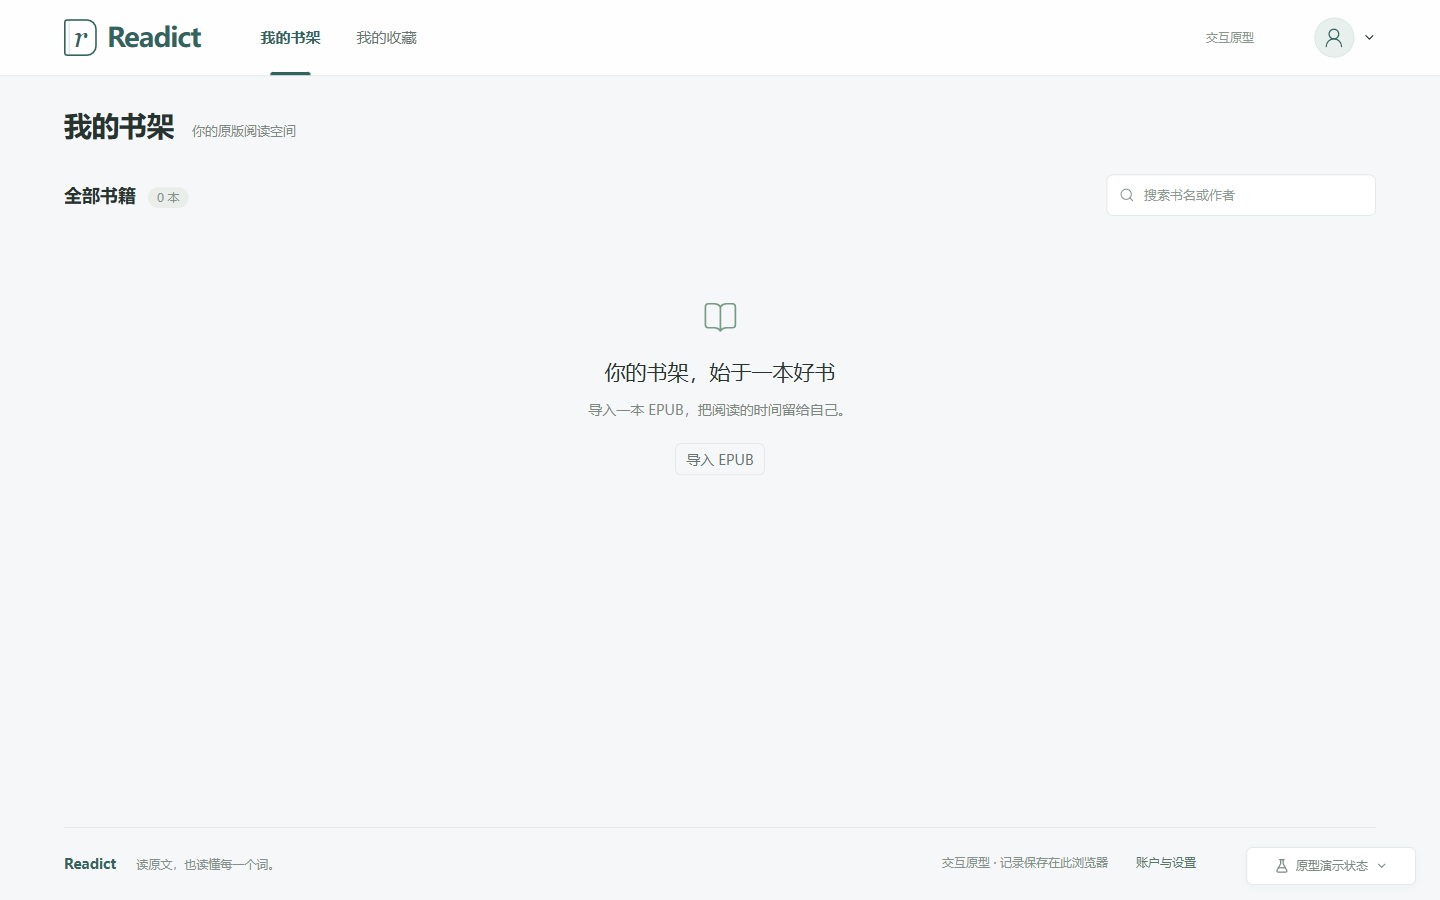 r Readict 我的书架 我的收藏 交互原型
我的书架 你的原版阅读空间
全部书籍 0 本 搜索书名或作者
你的书架，始于一本好书
导入一本 EPUB，把阅读的时间留给自己。
导入 EPUB
Readict 读原文，也读懂每一个词。 交互原型 · 记录保存在此浏览器 账户与设置 原型演示状态